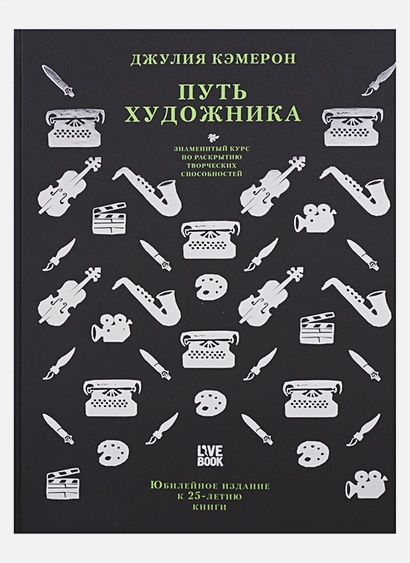 ДЖУЛИЯ КЭМЕРОН
ПУТЬ
ХУДОЖНИКА
ЗНАМЕНИТЫЙ КУРС
ПО РАСКРЫТИЮ
ТВОРЧЕСКИХ
СПОСОБНОСТЕЙ
LIVE
BOOK
ЮБИЛЕЙНОЕ ИЗДАНИЕ
К 25-ЛЕТИЮ
КНИГИ